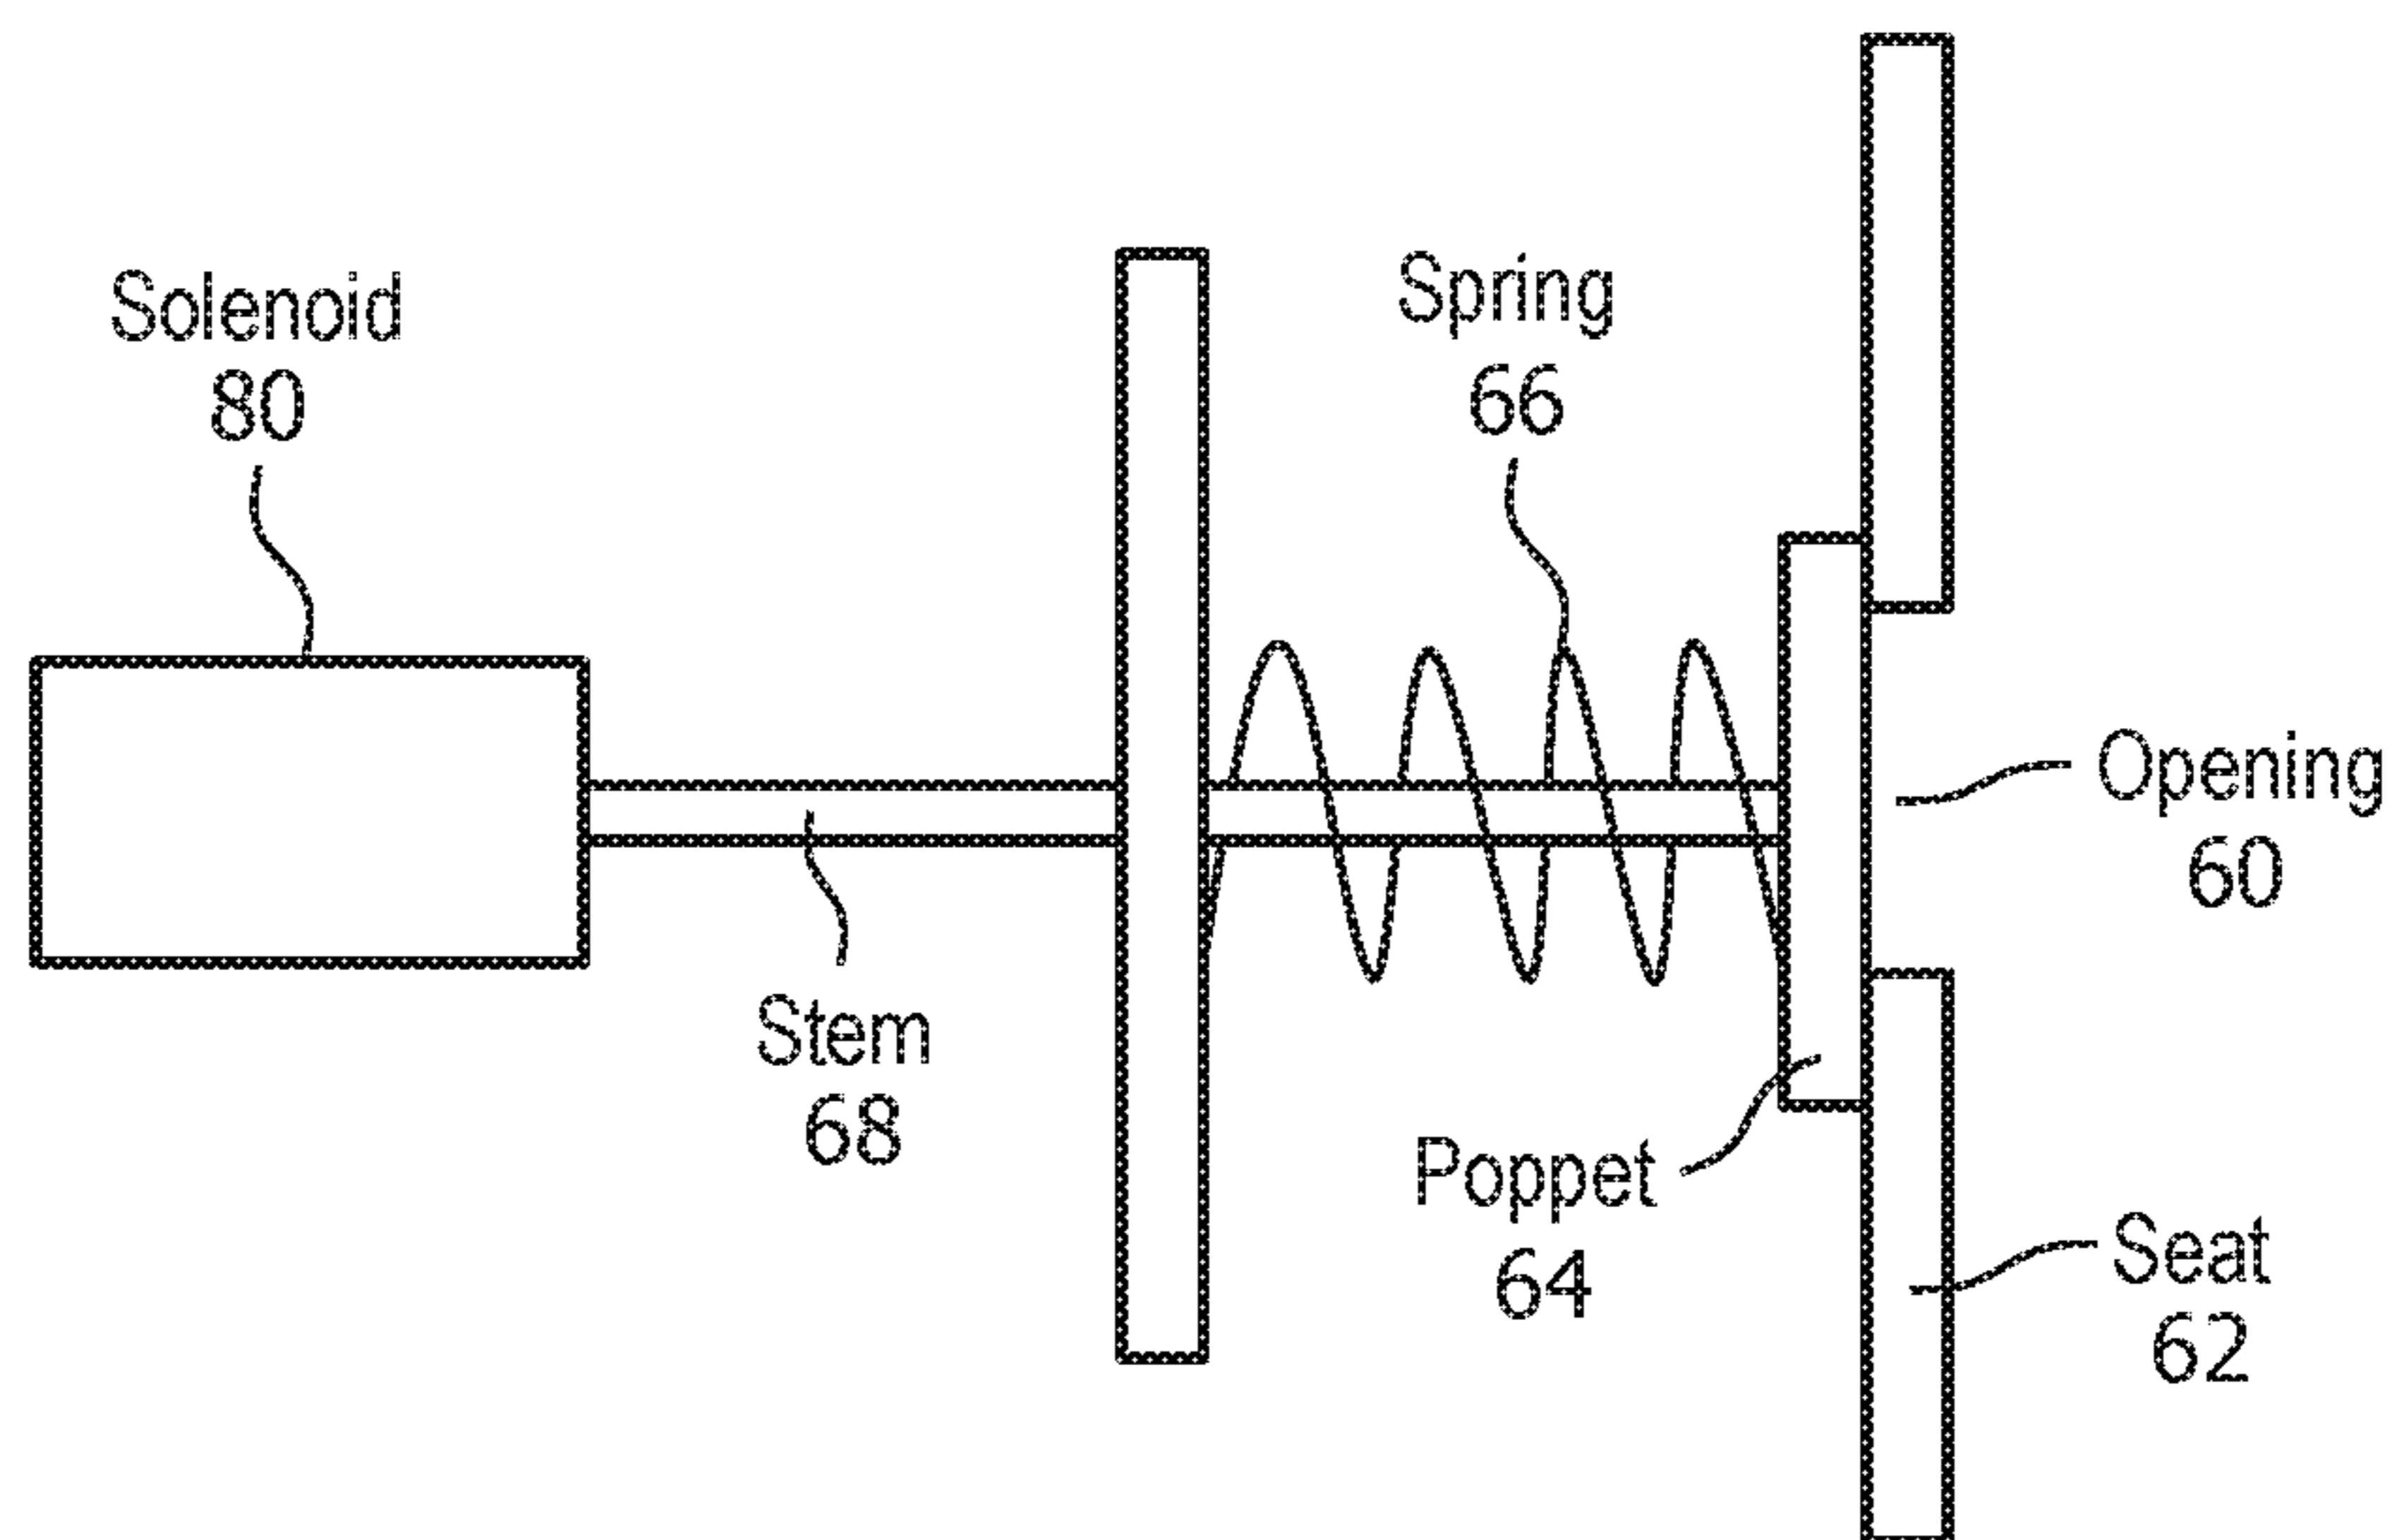 Solenoid
80
Spring
66
Opening
60
Stem
68
Poppet
64
Seat
62